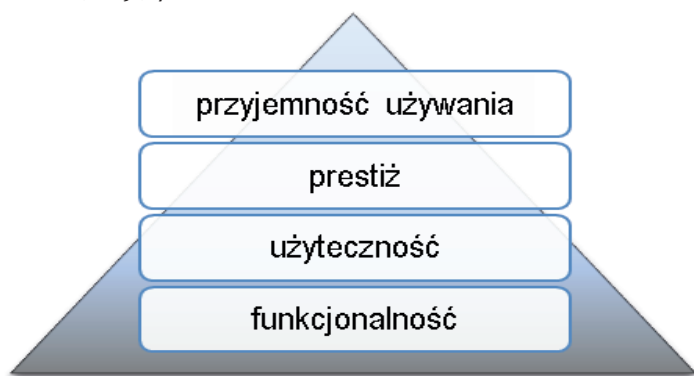 przyjemność używania
prestiż
użyteczność
funkcjonalność